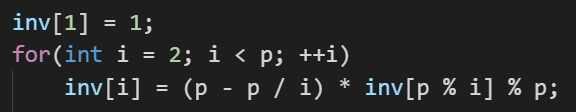 inv[1] = 1;
for(int i = 2; i < p; ++i)
    inv[i] = (p - p / i) * inv[p % i] % p;